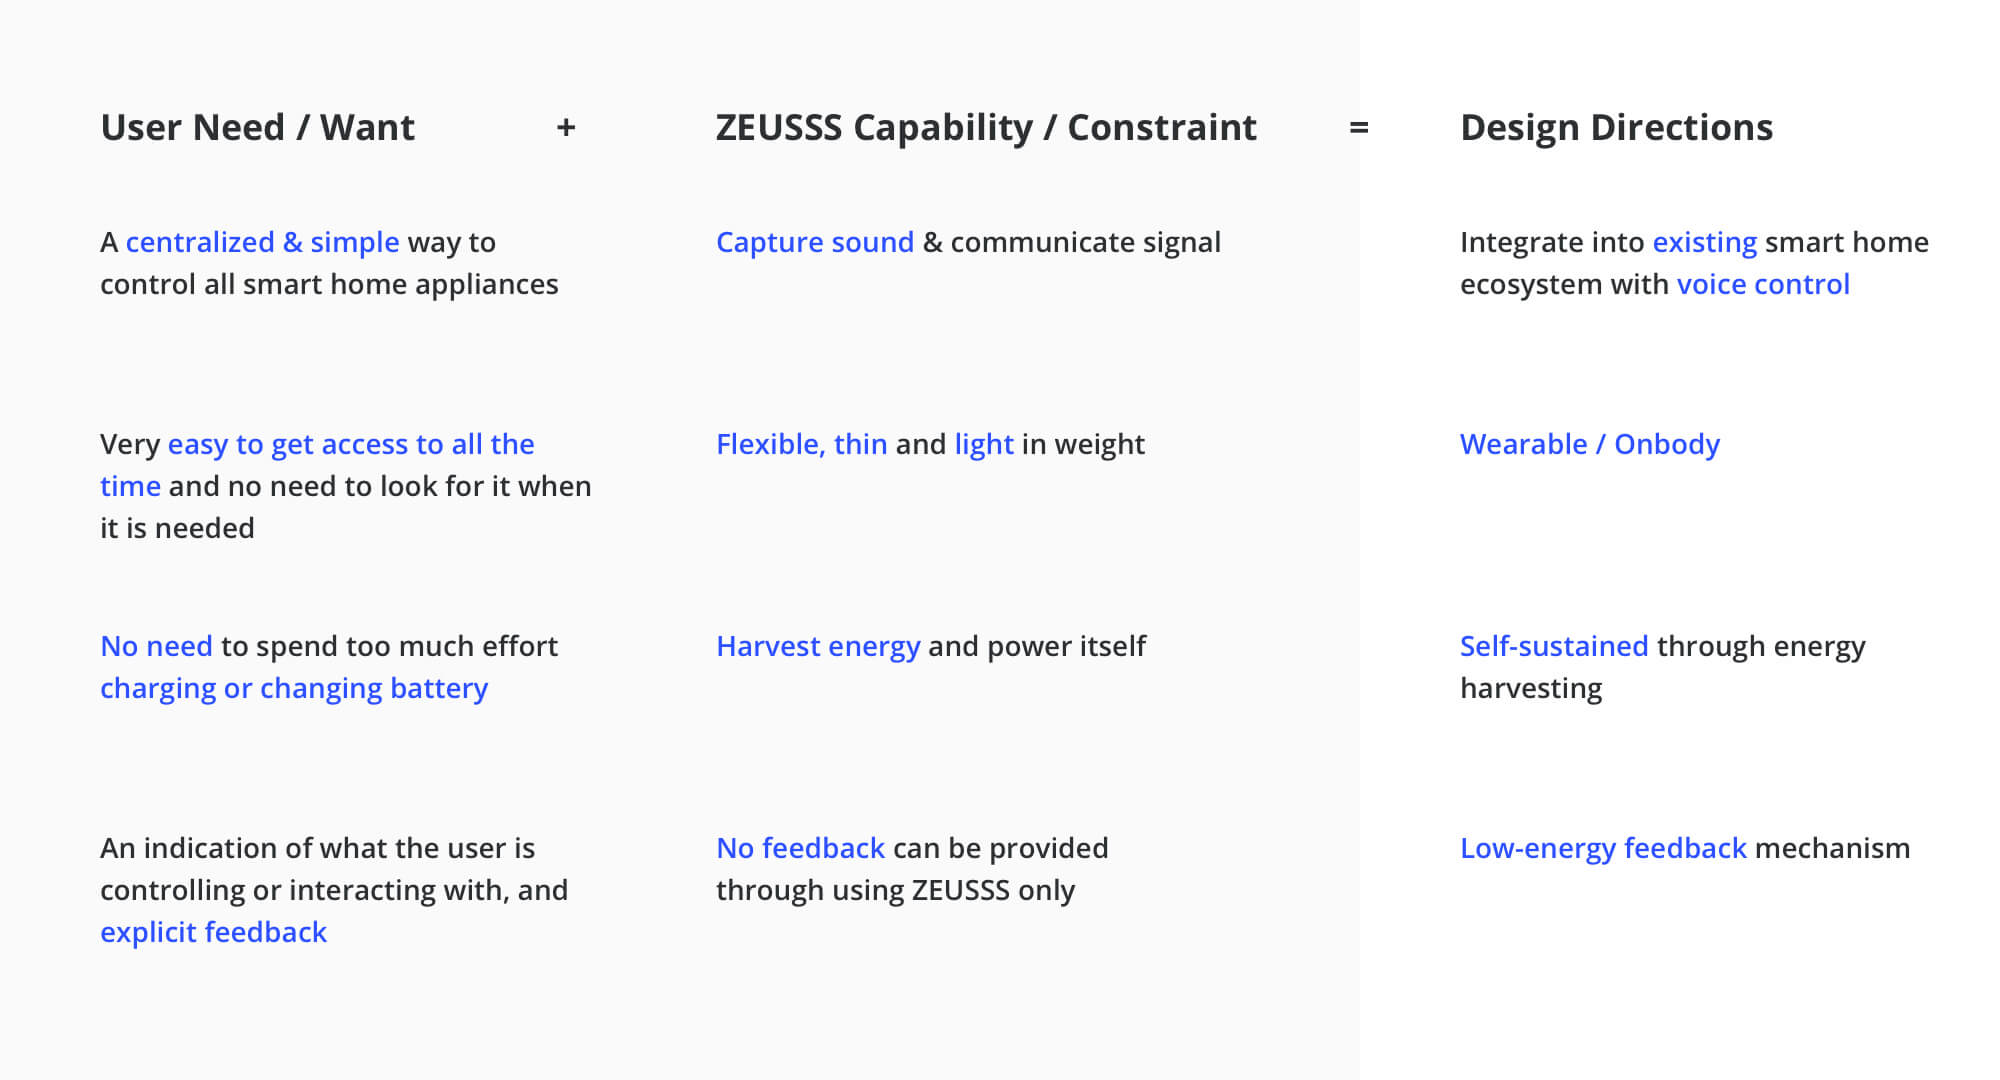 User Need / Want + ZEUSSS Capability / Constraint = Design Directions
A centralized & simple way to
control all smart home appliances
Capture sound & communicate signal
Integrate into existing smart home
ecosystem with voice control
Very easy to get access to all the
time and no need to look for it when
it is needed
Flexible, thin and light in weight
Wearable / Onbody
No need to spend too much effort
charging or changing battery
Harvest energy and power itself
Self-sustained through energy
harvesting
An indication of what the user is
controlling or interacting with, and
explicit feedback
No feedback can be provided
through using ZEUSSS only
Low-energy feedback mechanism